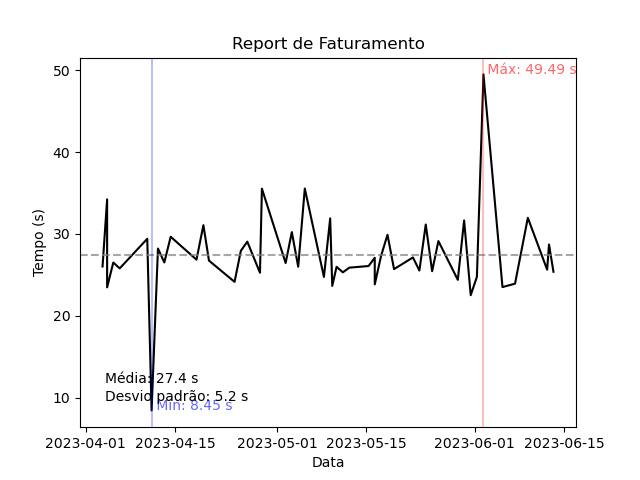 Report de Faturamento
50
40
30
20
10
Tempo (s)
Máx: 49.49 s
Média: 27.4 s
Desvio padrão: 5.2 s
Mín: 8.45 s
2023-04-01 2023-04-15 2023-05-01 2023-05-15 2023-06-01 2023-06-15
Data